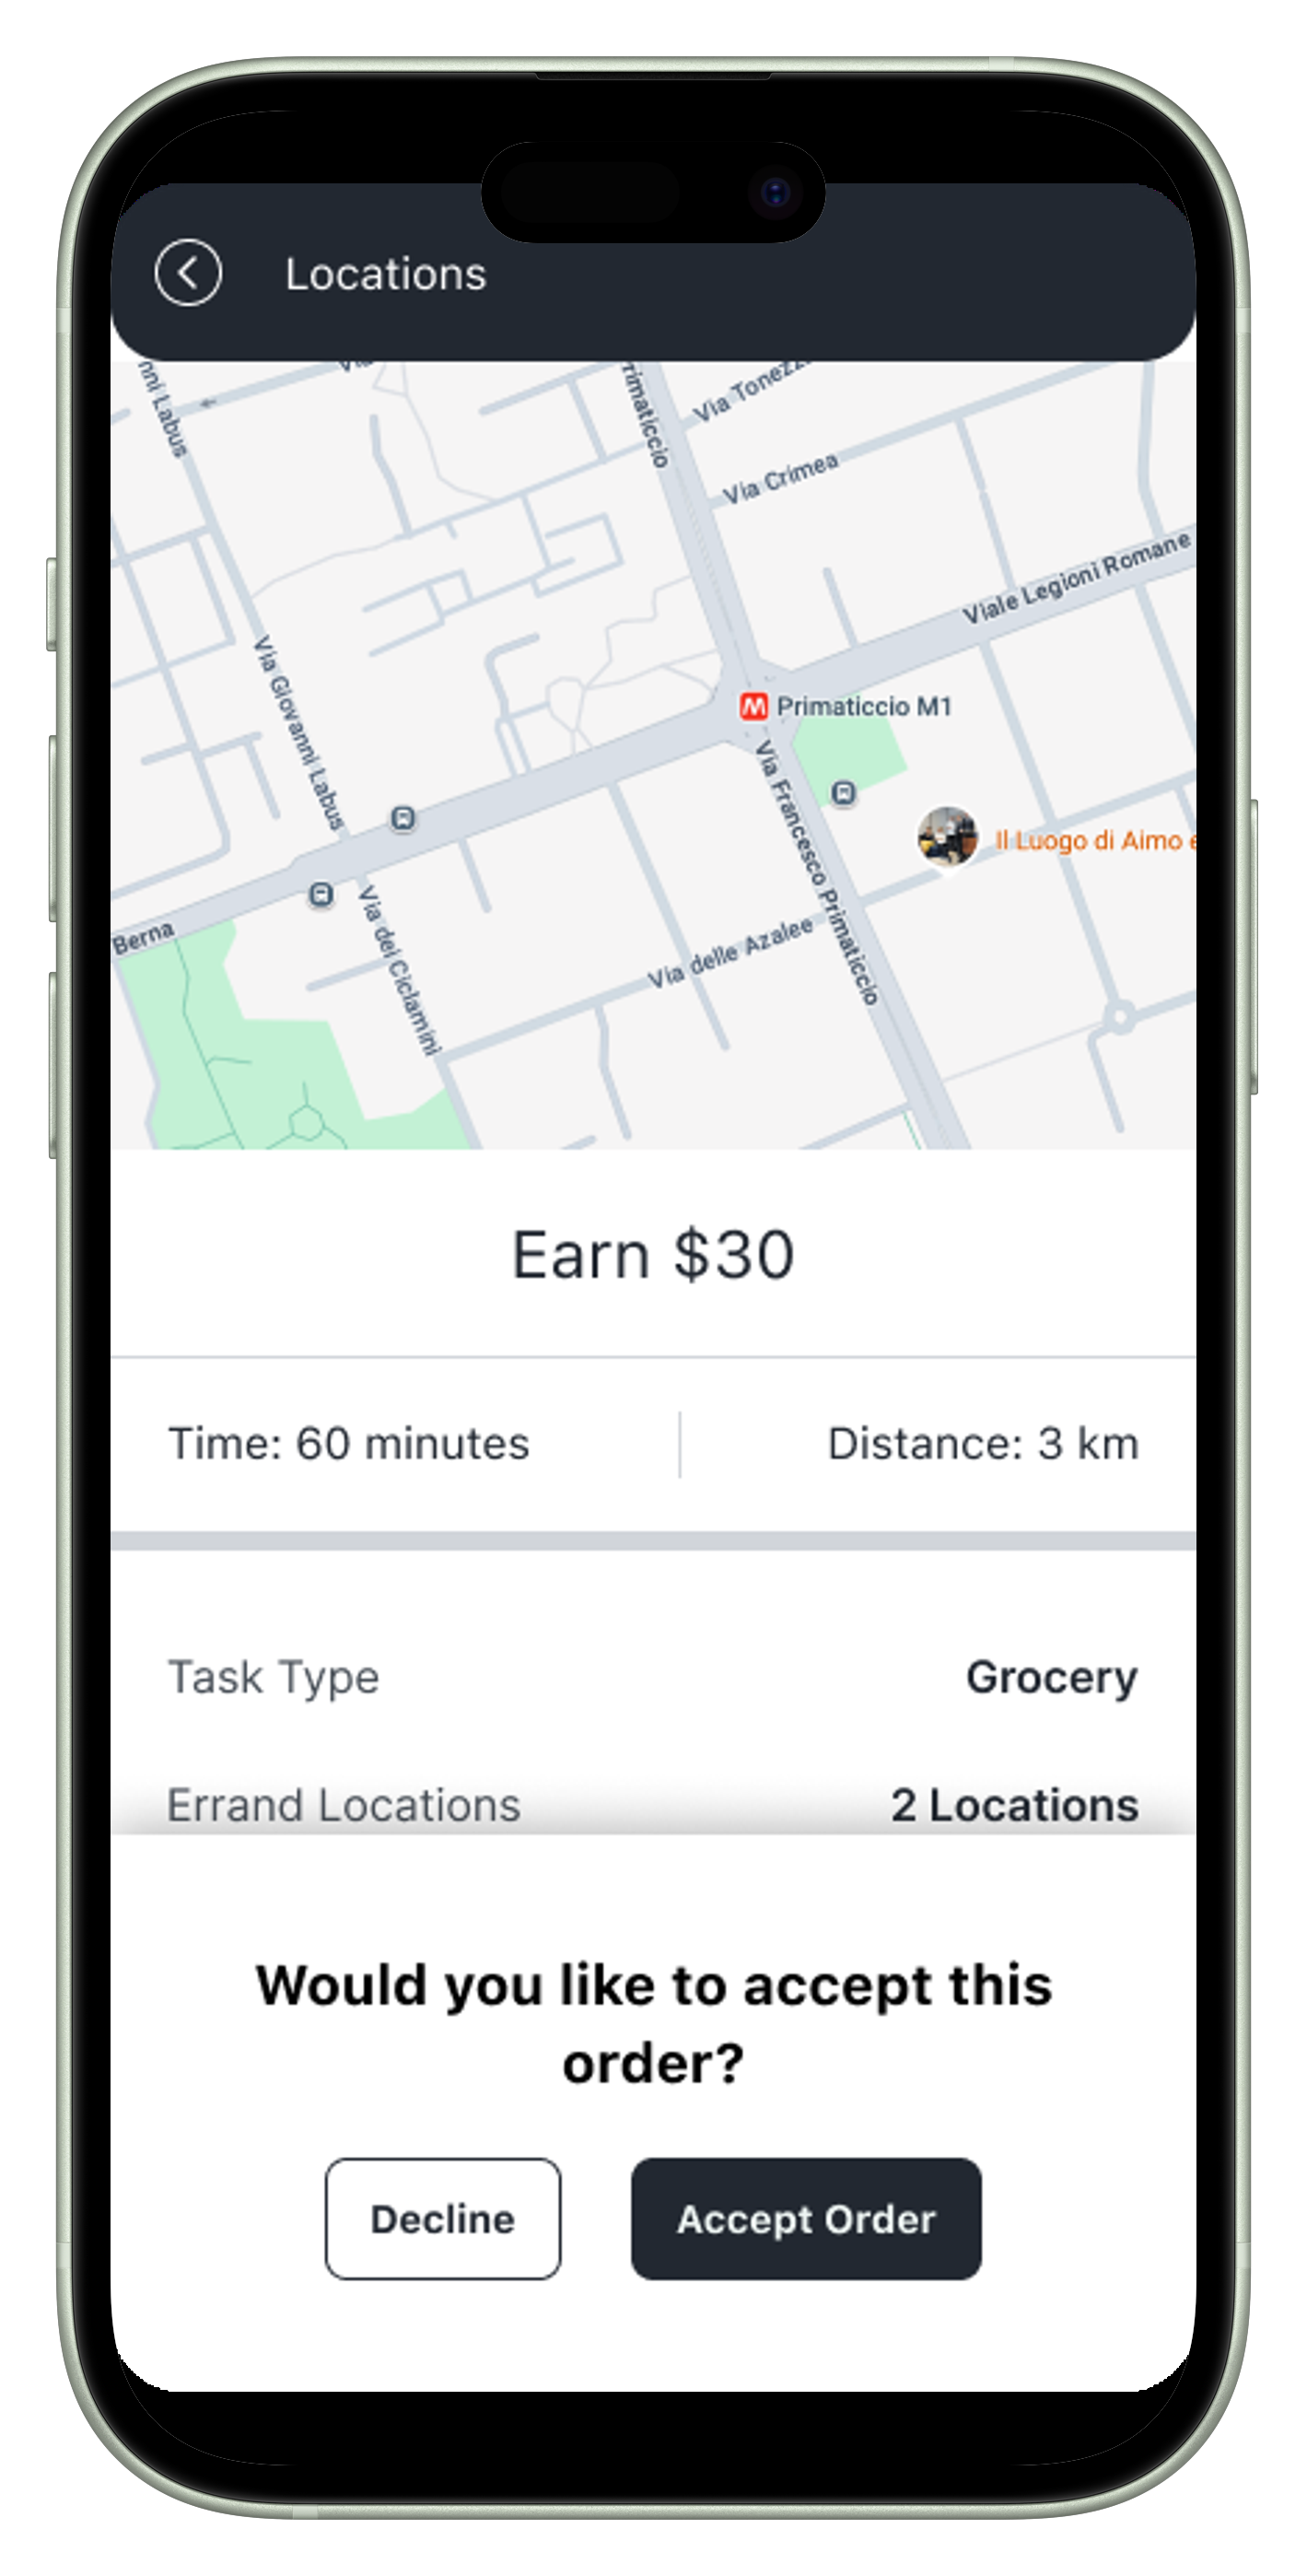 Locations
nni Labus
rimaticcio
Via Tonezz
Via Crimea
Viale Legioni Romane
Via Giovanni Labus
M Primaticcio M1
Via Francesco Primaticcio
Il Luogo di Aimo e
Berna
Via dei Ciclamini
Via delle Azalee
Earn $30
Time: 60 minutes
Distance: 3 km
Task Type
Grocery
Errand Locations
2 Locations
Would you like to accept this
order?
Decline
Accept Order